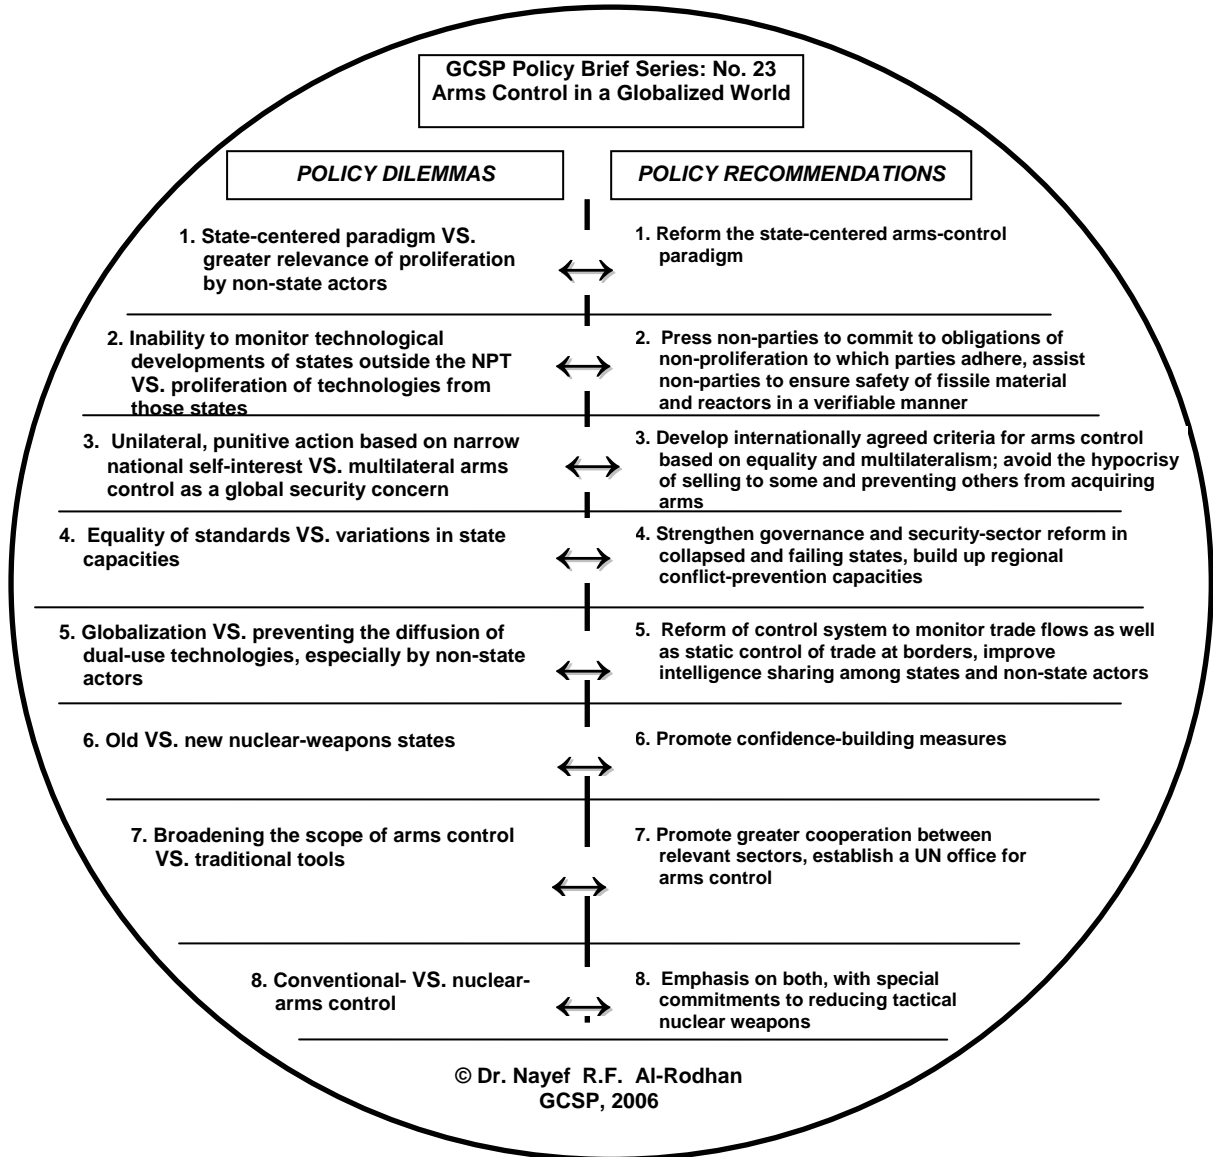 GCSP Policy Brief Series: No. 23
Arms Control in a Globalized World
POLICY DILEMMAS
POLICY RECOMMENDATIONS
1. State-centered paradigm VS.
greater relevance of proliferation
by non-state actors
1. Reform the state-centered arms-control
paradigm
2. Inability to monitor technological
developments of states outside the NPT
VS. proliferation of technologies from
those states
2. Press non-parties to commit to obligations of
non-proliferation to which parties adhere, assist
non-parties to ensure safety of fissile material
and reactors in a verifiable manner
3. Unilateral, punitive action based on narrow
national self-interest VS. multilateral arms
control as a global security concern
3. Develop internationally agreed criteria for arms control
based on equality and multilateralism; avoid the hypocrisy
of selling to some and preventing others from acquiring
arms
4. Equality of standards VS. variations in state
capacities
4. Strengthen governance and security-sector reform in
collapsed and failing states, build up regional
conflict-prevention capacities
5. Globalization VS. preventing the diffusion of
dual-use technologies, especially by non-state
actors
5. Reform of control system to monitor trade flows as well
as static control of trade at borders, improve
intelligence sharing among states and non-state actors
6. Old VS. new nuclear-weapons states
6. Promote confidence-building measures
7. Broadening the scope of arms control
VS. traditional tools
7. Promote greater cooperation between
relevant sectors, establish a UN office for
arms control
8. Conventional- VS. nuclear-
arms control
8. Emphasis on both, with special
commitments to reducing tactical
nuclear weapons
© Dr. Nayef R.F. Al-Rodhan
GCSP, 2006